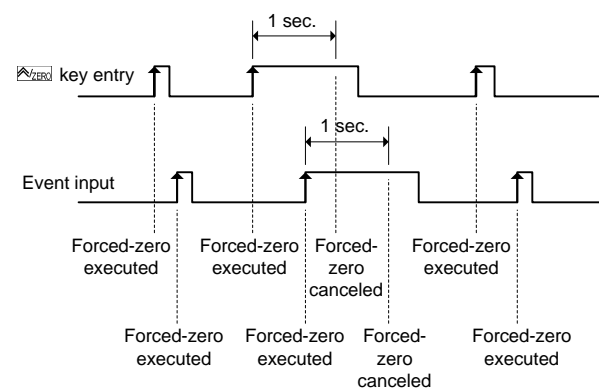 1 sec.
/ZERO key entry
1 sec.
Event input
Forced-zero
executed
Forced-zero
executed
Forced-
zero
canceled
Forced-zero
executed
Forced-zero
executed
Forced-zero
executed
Forced-
zero
canceled
Forced-zero
executed